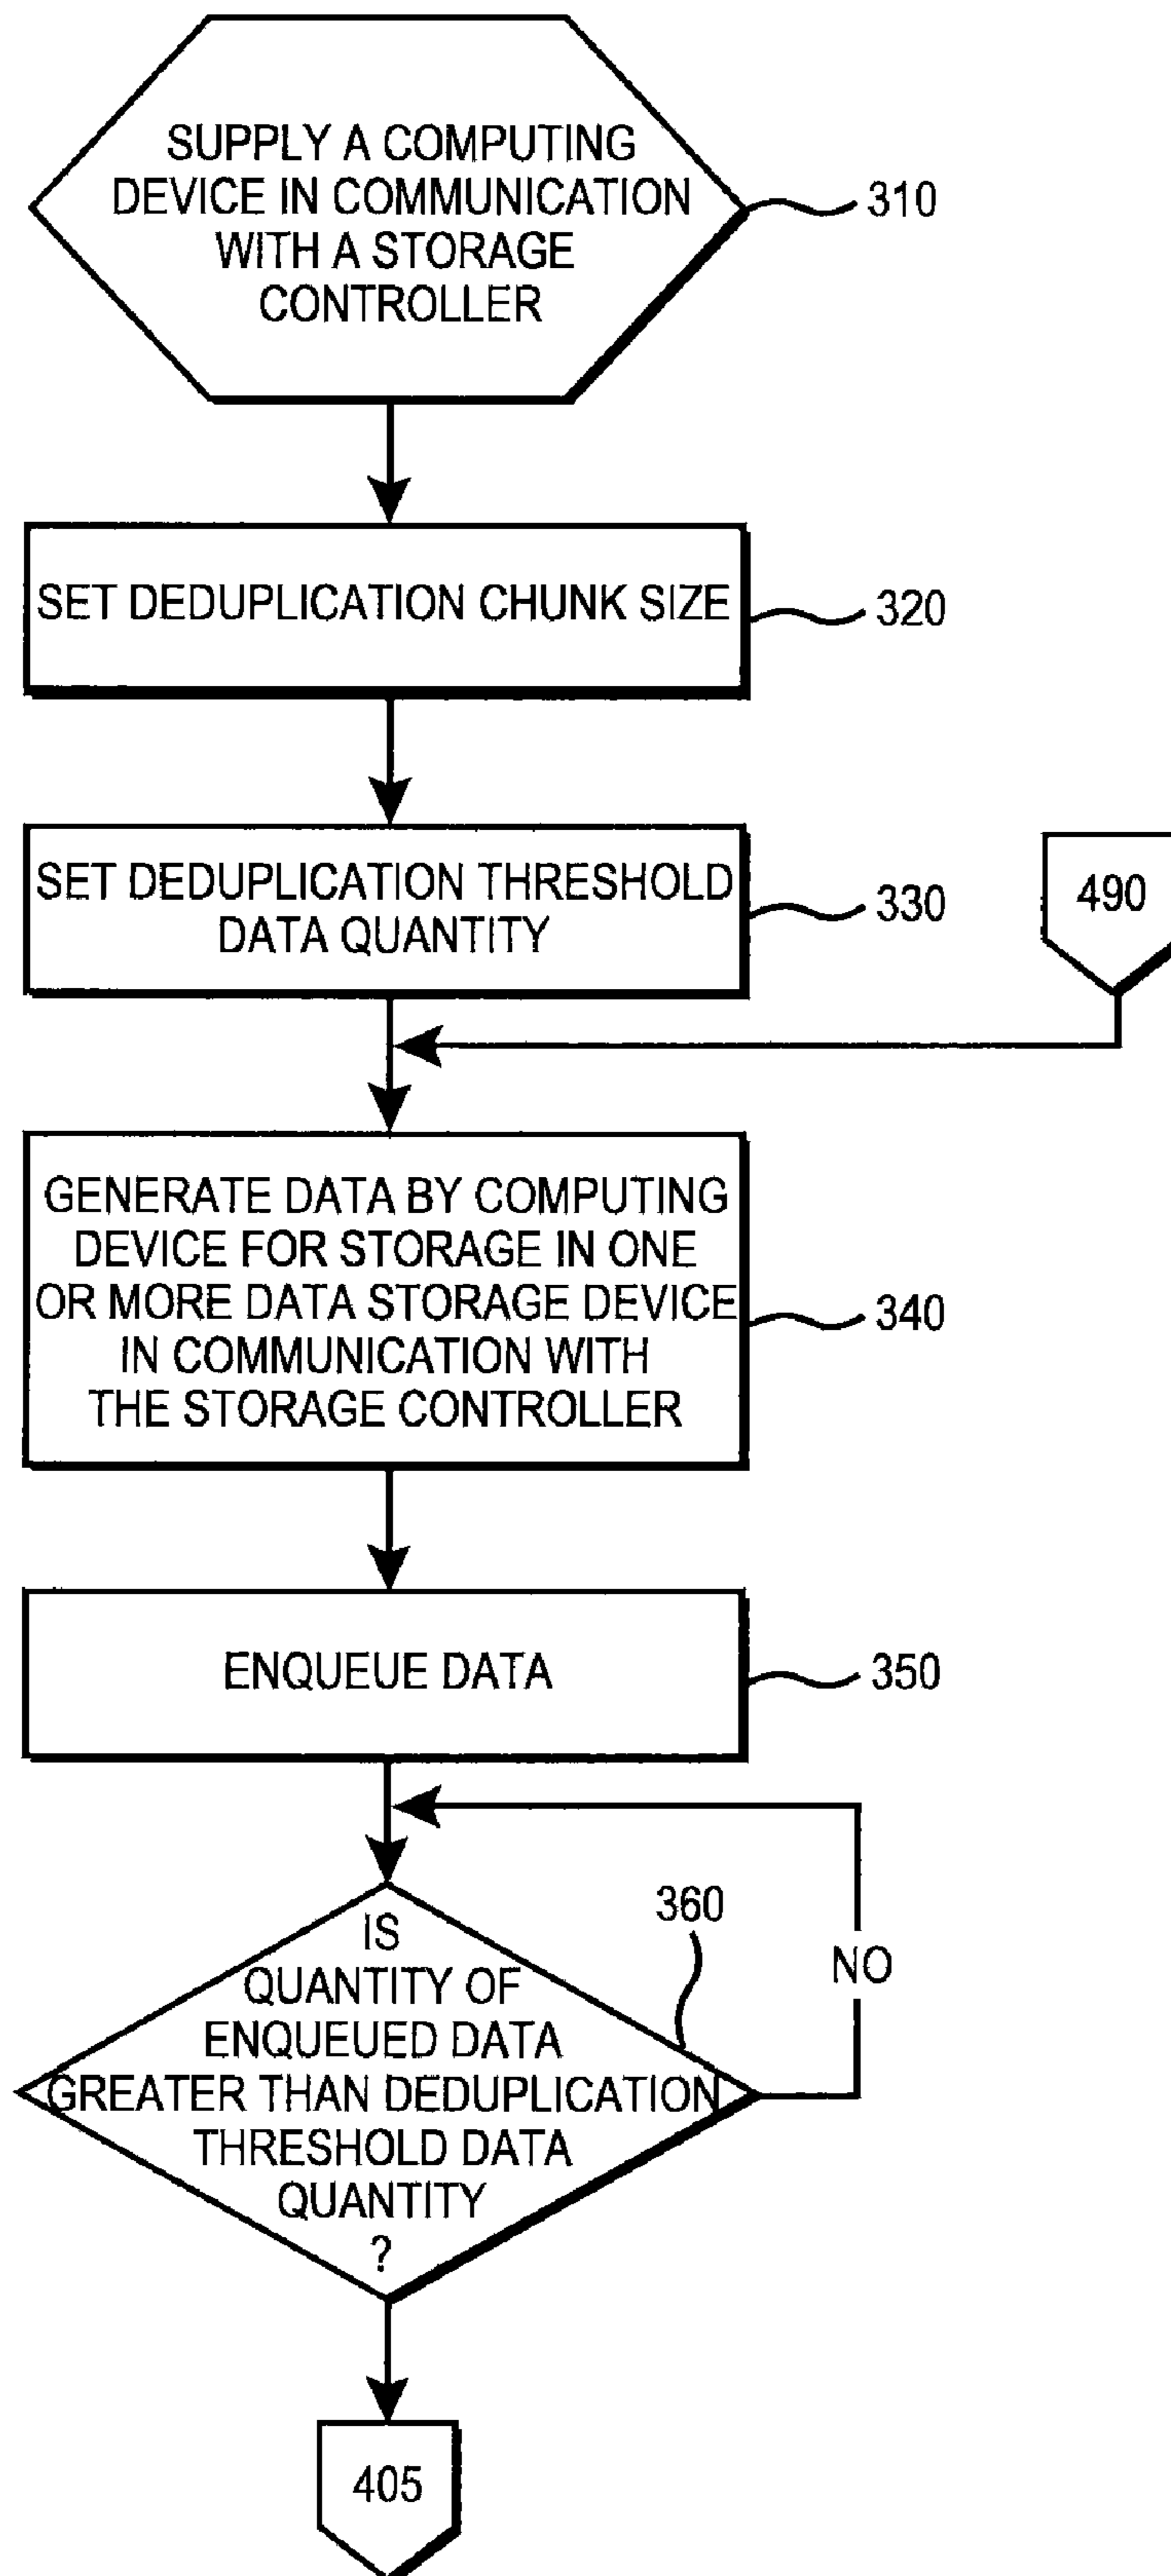 SUPPLY A COMPUTING
DEVICE IN COMMUNICATION
WITH A STORAGE
CONTROLLER
310
SET DEDUPLICATION CHUNK SIZE
320
SET DEDUPLICATION THRESHOLD
DATA QUANTITY
330
490
GENERATE DATA BY COMPUTING
DEVICE FOR STORAGE IN ONE
OR MORE DATA STORAGE DEVICE
IN COMMUNICATION WITH
THE STORAGE CONTROLLER
340
ENQUEUE DATA
350
360
IS
QUANTITY OF
ENQUEUED DATA
GREATER THAN DEDUPLICATION
THRESHOLD DATA
QUANTITY
?
NO
405